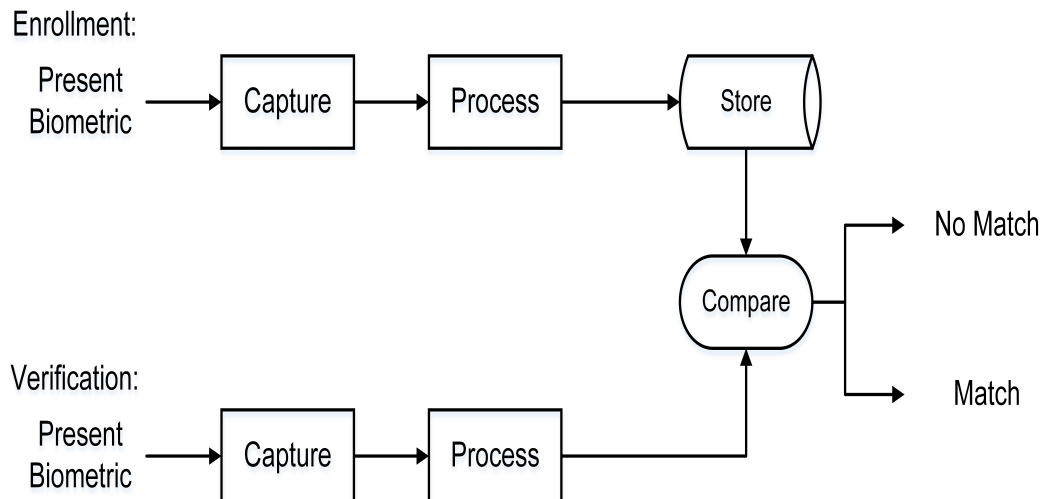 Enrollment:
Present
Biometric
Capture
Process
Store
No Match
Compare
Match
Verification:
Present
Biometric
Capture
Process